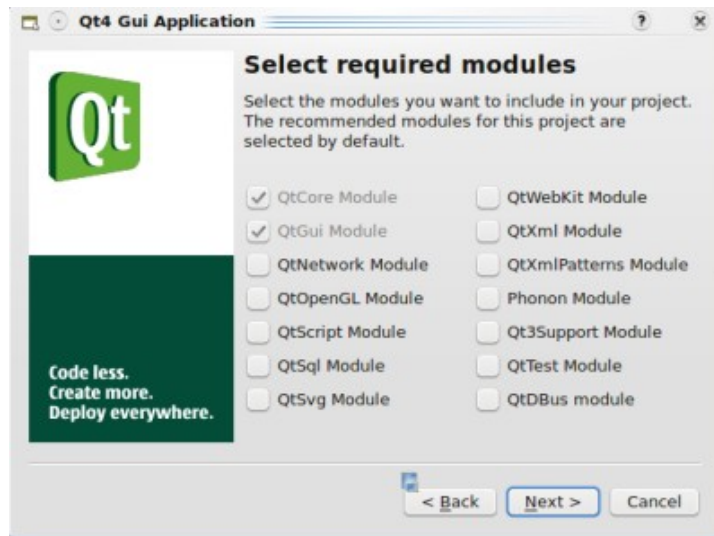 Qt4 Gui Application
?
Qt
Select required modules
Select the modules you want to include in your project.
The recommended modules for this project are
selected by default.
QtCore Module
QtWebKit Module
QtGui Module
QtXml Module
QtNetwork Module
QtXmlPatterns Module
QtOpenGL Module
Phonon Module
QtScript Module
Qt3Support Module
QtSql Module
QtTest Module
QtSvg Module
QtDBus module
Code less.
Create more.
Deploy everywhere.
< Back
Next >
Cancel